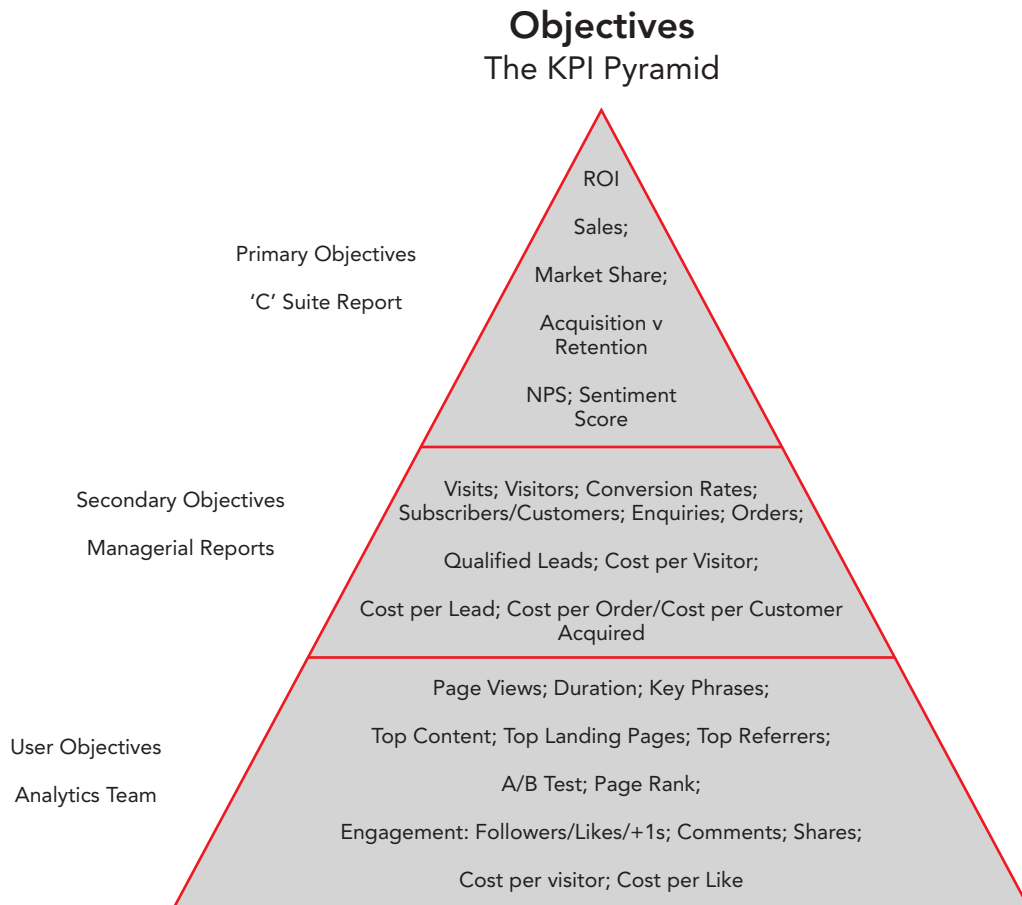 Objectives
The KPI Pyramid
ROI
Sales;
Primary Objectives
Market Share;
‘C’ Suite Report
Acquisition v
Retention
NPS; Sentiment
Score
Secondary Objectives
Visits; Visitors; Conversion Rates;
Subscribers/Customers; Enquiries; Orders;
Managerial Reports
Qualified Leads; Cost per Visitor;
Cost per Lead; Cost per Order/Cost per Customer
Acquired
Page Views; Duration; Key Phrases;
User Objectives
Top Content; Top Landing Pages; Top Referrers;
Analytics Team
A/B Test; Page Rank;
Engagement: Followers/Likes/+1s; Comments; Shares;
Cost per visitor; Cost per Like